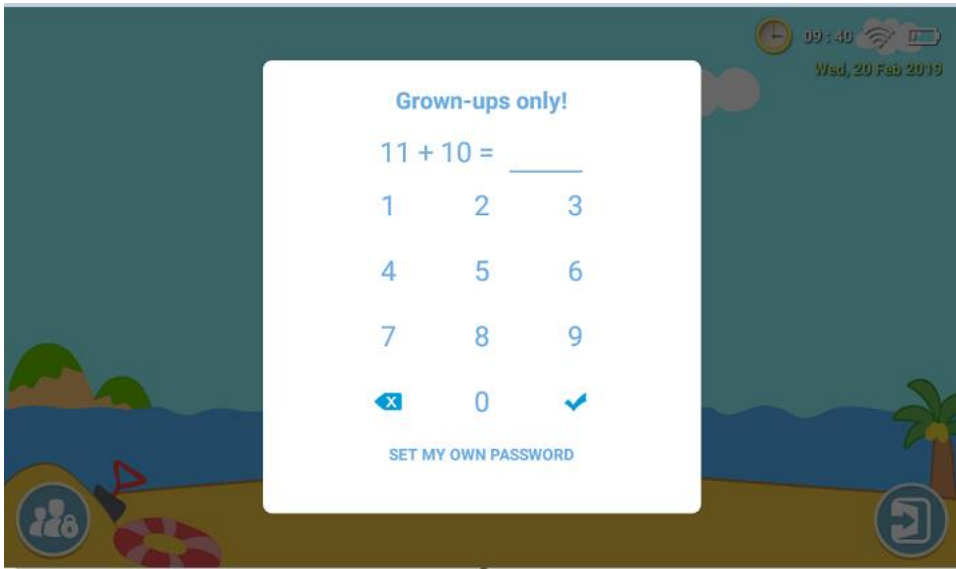 09 : 40
Wed, 20 Feb 2019
Grown-ups only!
11 + 10 = ____
1 2 3
4 5 6
7 8 9
X 0
SET MY OWN PASSWORD